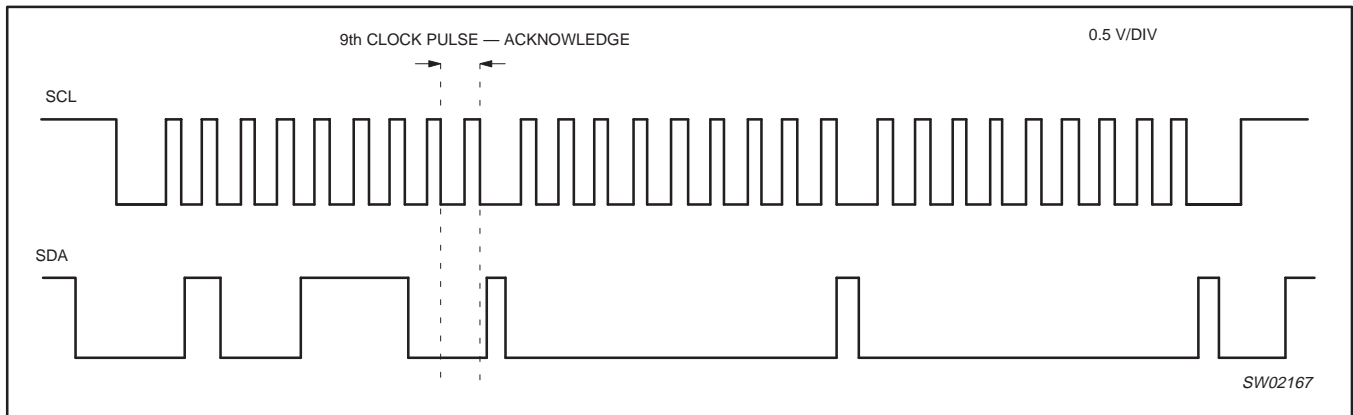 9th CLOCK PULSE — ACKNOWLEDGE
0.5 V/DIV
SCL
SDA
SW02167